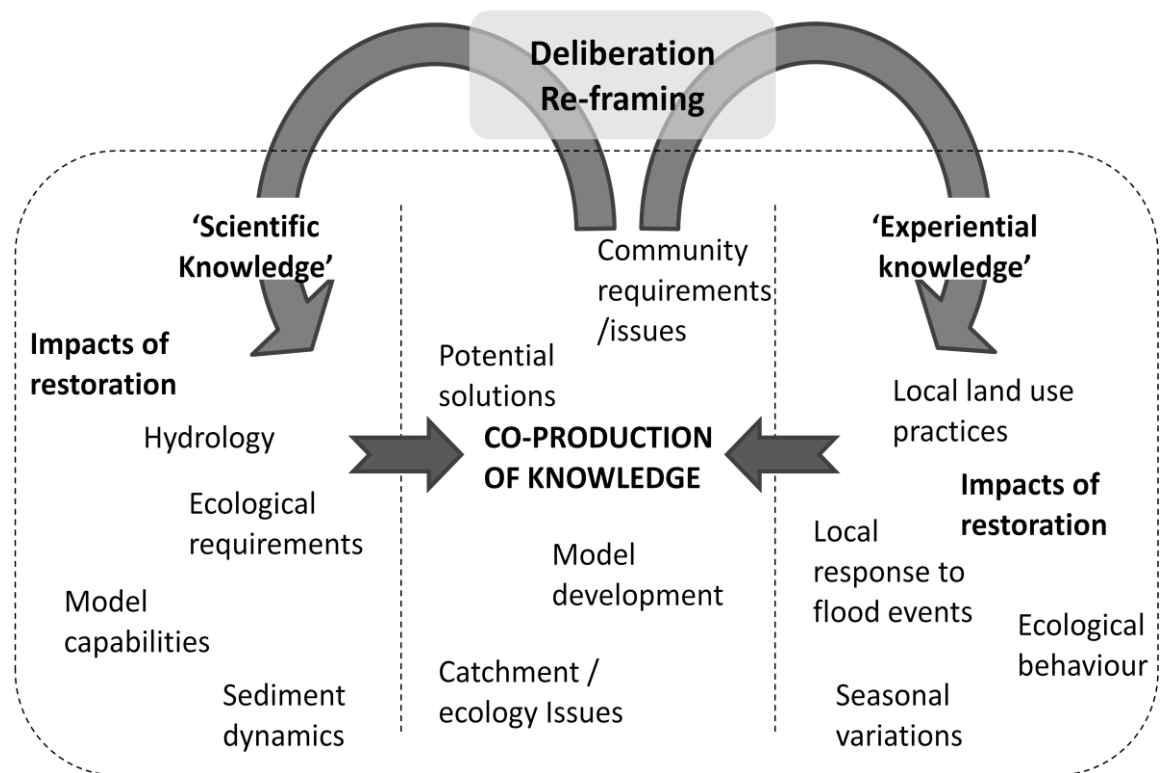 Deliberation
Re-framing
‘Scientific
Knowledge’
Impacts of
restoration
Hydrology
Ecological
requirements
Model
capabilities
Sediment
dynamics
Community
requirements
/issues
Potential
solutions
CO-PRODUCTION
OF KNOWLEDGE
Model
development
Catchment /
ecology Issues
‘Experiential
knowledge’
Local land use
practices
Impacts of
restoration
Local
response to
flood events
Ecological
behaviour
Seasonal
variations